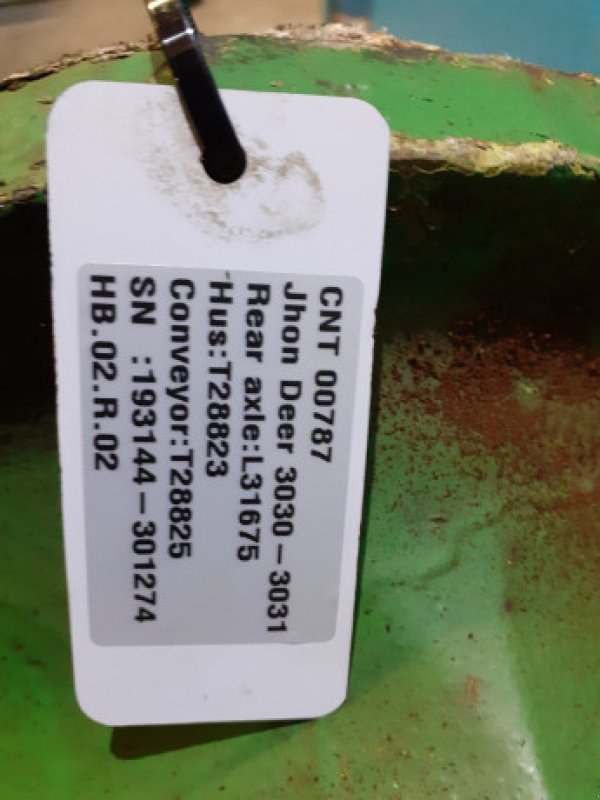 CNT 00787
Jhon Deer 3030-3031
Rear axle:L31675
Hus:T28823
Conveyor:T28825
SN :193144-301274
HB.02.R.02